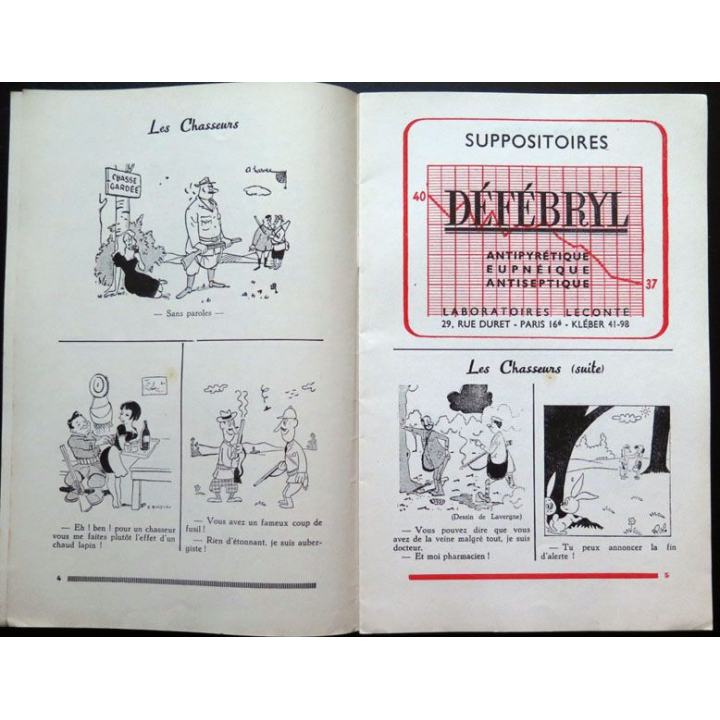 Les Chasseurs
CHASSE
GARDÉE
— Sans paroles —
— Eh ! ben ! pour un chasseur
vous me faites plutôt l'effet d'un
chaud lapin !
— Vous avez un fameux coup de
fusil !
— Rien d'étonnant, je suis auber-
giste !
4
SUPPOSITOIRES
40
DÉFÉBRYL
ANTIPYRÉTIQUE
EUPNÉIQUE
ANTISEPTIQUE
37
LABORATOIRES LECONTE
29, RUE DURET - PARIS 16e - KLÉBER 41-98
Les Chasseurs (suite)
(Dessin de Lavergne)
— Vous pouvez dire que vous
avez de la veine malgré tout, je suis
docteur.
— Et moi pharmacien !
— Tu peux annoncer la fin
d'alerte !
5